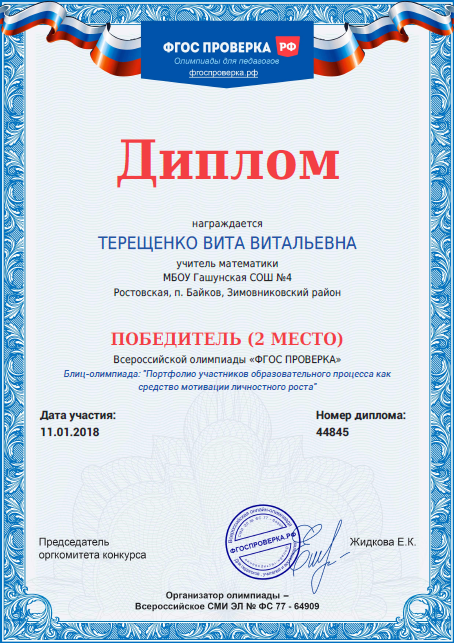 ФГОС ПРОВЕРКА РФ
Олимпиады для педагогов
фгоспроверка.рф
Диплом
награждается
ТЕРЕЩЕНКО ВИТА ВИТАЛЬЕВНА
учитель математики
МБОУ Гашунская СОШ №4
Ростовская, п. Байков, Зимовниковский район
ПОБЕДИТЕЛЬ (2 МЕСТО)
Всероссийской олимпиады «ФГОС ПРОВЕРКА»
Блиц-олимпиада: "Портфолио участников образовательного процесса как
средство мотивации личностного роста"
Дата участия:
11.01.2018
Номер диплома:
44845
Председатель
оргкомитета конкурса
ФГОСПРОВЕРКА.РФ
Жидкова Е.К.
Организатор олимпиады –
Всероссийское СМИ ЭЛ № ФС 77 - 64909